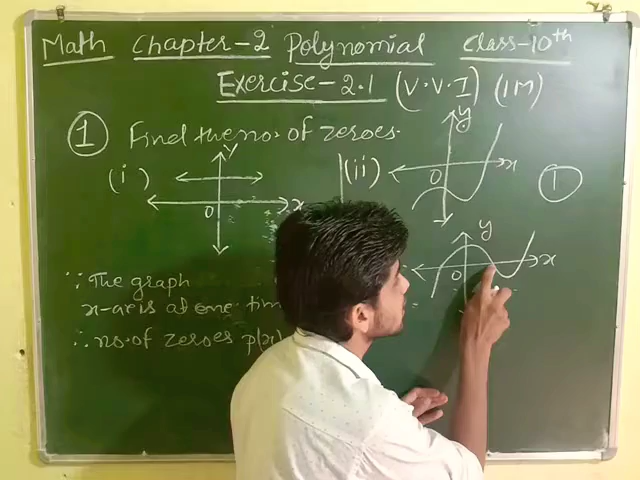 Math Chapter-2 Polynomial Class-10th
Exercise-2.1 (V.V.I) (1M)
1 Find the no. of zeroes.
(i) y x 0
(ii) y x 0
1
y x 0
∵ The graph
x-axis at one tim
∴ no. of zeroes p(x)